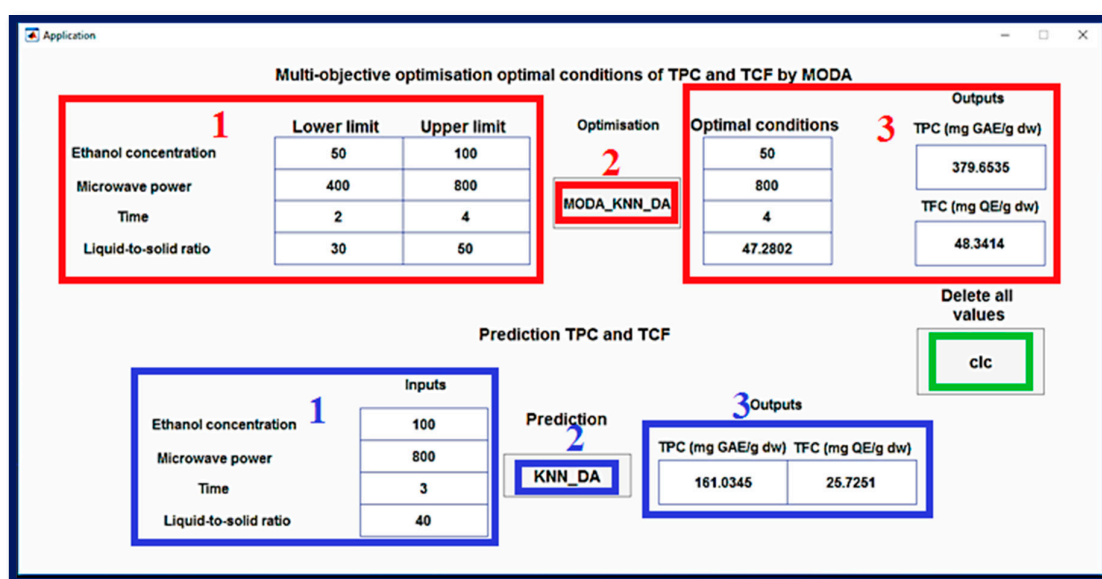 Application
Multi-objective optimisation optimal conditions of TPC and TCF by MODA
1
Lower limit Upper limit
Ethanol concentration 50 100
Microwave power 400 800
Time 2 4
Liquid-to-solid ratio 30 50
Optimisation
2
MODA_KNN_DA
Optimal conditions
50
800
4
47.2802
3
Outputs
TPC (mg GAE/g dw)
379.6535
TFC (mg QE/g dw)
48.3414
Delete all
values
clc
Prediction TPC and TCF
1
Inputs
Ethanol concentration 100
Microwave power 800
Time 3
Liquid-to-solid ratio 40
Prediction
2
KNN_DA
3
Outputs
TPC (mg GAE/g dw) TFC (mg QE/g dw)
161.0345 25.7251